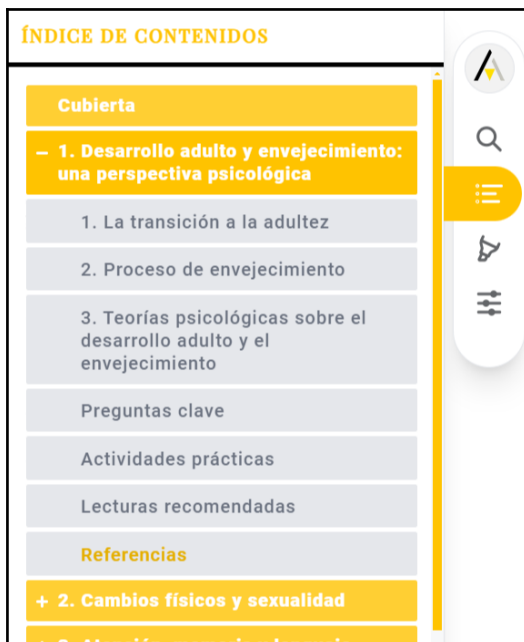 ÍNDICE DE CONTENIDOS
Cubierta
– 1. Desarrollo adulto y envejecimiento:
una perspectiva psicológica
1. La transición a la adultez
2. Proceso de envejecimiento
3. Teorías psicológicas sobre el
desarrollo adulto y el
envejecimiento
Preguntas clave
Actividades prácticas
Lecturas recomendadas
Referencias
+ 2. Cambios físicos y sexualidad